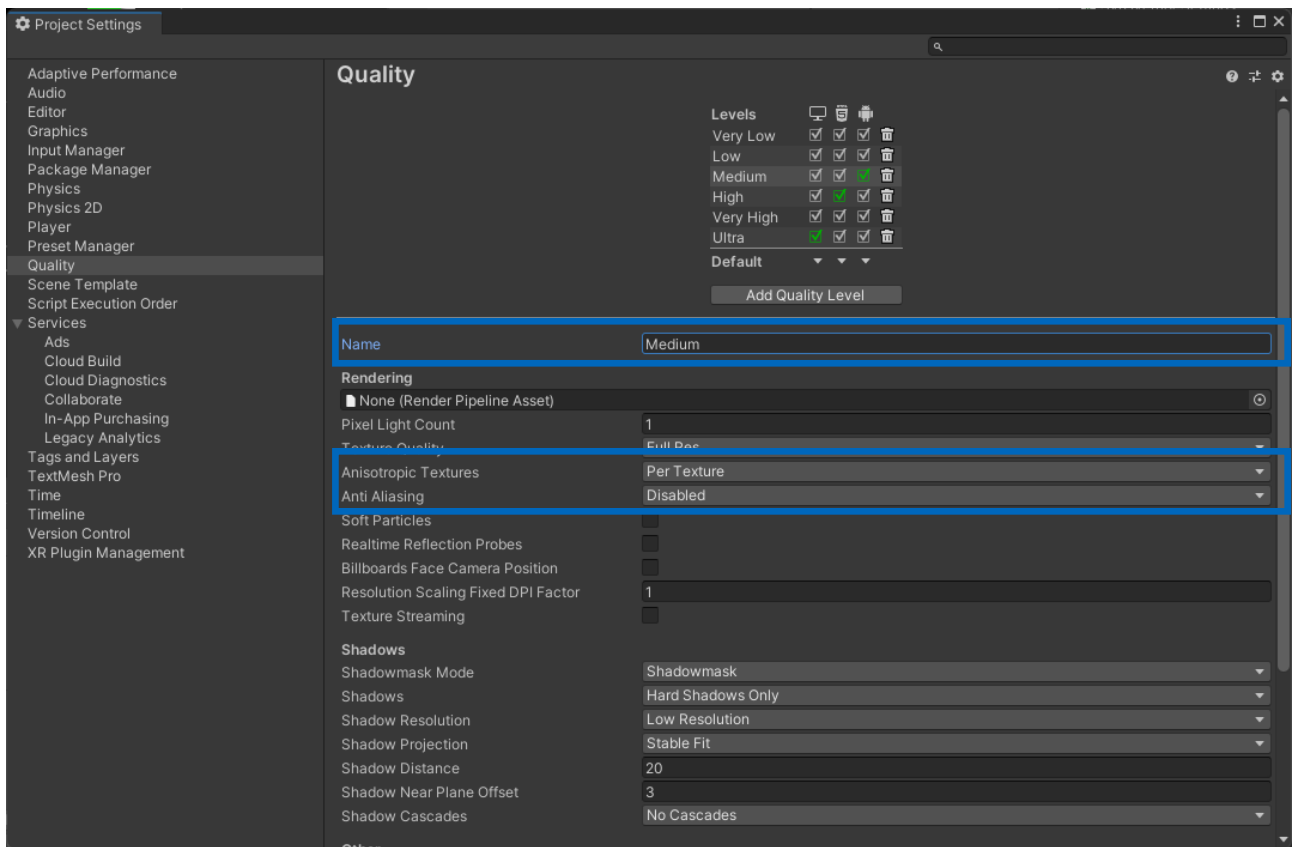 Project Settings
Adaptive Performance
Audio
Editor
Graphics
Input Manager
Package Manager
Physics
Physics 2D
Player
Preset Manager
Quality
Scene Template
Script Execution Order
Services
Ads
Cloud Build
Cloud Diagnostics
Collaborate
In-App Purchasing
Legacy Analytics
Tags and Layers
TextMesh Pro
Time
Timeline
Version Control
XR Plugin Management
Quality
Levels
Very Low
Low
Medium
High
Very High
Ultra
Default
Add Quality Level
Name Medium
Rendering
None (Render Pipeline Asset)
Pixel Light Count 1
Texture Quality Full Res
Anisotropic Textures Per Texture
Anti Aliasing Disabled
Soft Particles
Realtime Reflection Probes
Billboards Face Camera Position
Resolution Scaling Fixed DPI Factor 1
Texture Streaming
Shadows
Shadowmask Mode Shadowmask
Shadows Hard Shadows Only
Shadow Resolution Low Resolution
Shadow Projection Stable Fit
Shadow Distance 20
Shadow Near Plane Offset 3
Shadow Cascades No Cascades